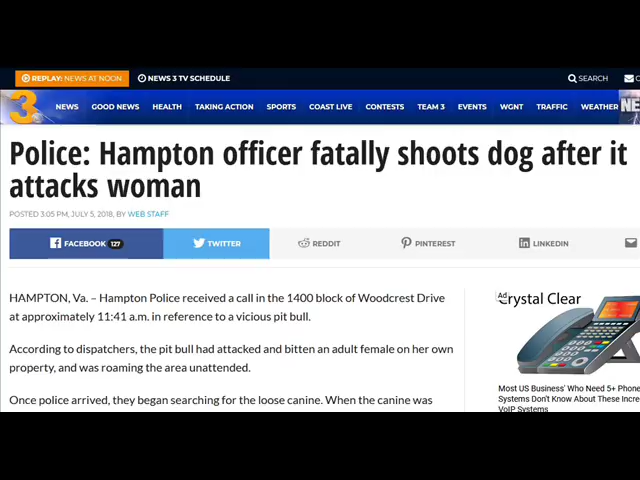 REPLAY: NEWS AT NOON NEWS 3 TV SCHEDULE SEARCH
3 NEWS GOOD NEWS HEALTH TAKING ACTION SPORTS COAST LIVE CONTESTS TEAM 3 EVENTS WGNT TRAFFIC WEATHER NE
Police: Hampton officer fatally shoots dog after it
attacks woman
POSTED 3:05 PM, JULY 5, 2018, BY WEB STAFF
FACEBOOK 127 TWITTER REDDIT PINTEREST LINKEDIN
HAMPTON, Va. – Hampton Police received a call in the 1400 block of Woodcrest Drive
at approximately 11:41 a.m. in reference to a vicious pit bull.
According to dispatchers, the pit bull had attacked and bitten an adult female on her own
property, and was roaming the area unattended.
Once police arrived, they began searching for the loose canine. When the canine was
Ad
Crystal Clear
Most US Business' Who Need 5+ Phone
Systems Don't Know About These Incre
VoIP Systems